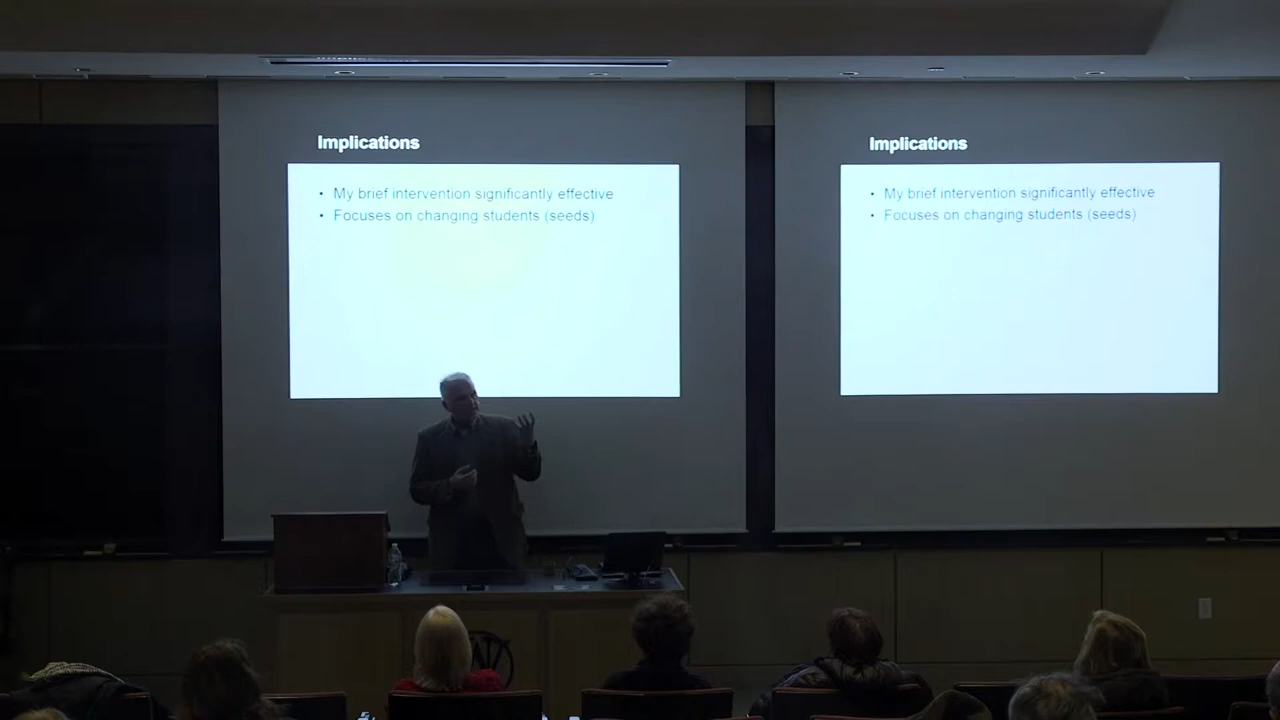 Implications
• My brief intervention significantly effective
• Focuses on changing students (seeds)
Implications
• My brief intervention significantly effective
• Focuses on changing students (seeds)